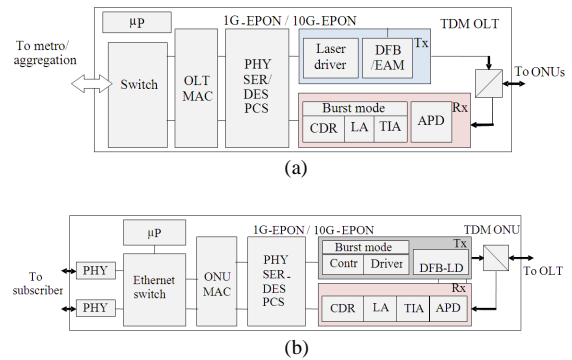 1G-EPON / 10G-EPON
TDM OLT
µP
To metro/
aggregation
Switch
OLT
MAC
PHY
SER/
DES
PCS
Laser
driver
DFB
/EAM
Tx
To ONUs
Burst mode
CDR
LA
TIA
APD
Rx
(a)
1G-EPON / 10G-EPON
TDM ONU
µP
To
subscriber
PHY
PHY
Ethernet
switch
ONU
MAC
PHY
SER-
DES
PCS
Burst mode
Contr
Driver
DFB-LD
Tx
To OLT
Rx
CDR
LA
TIA
APD
(b)